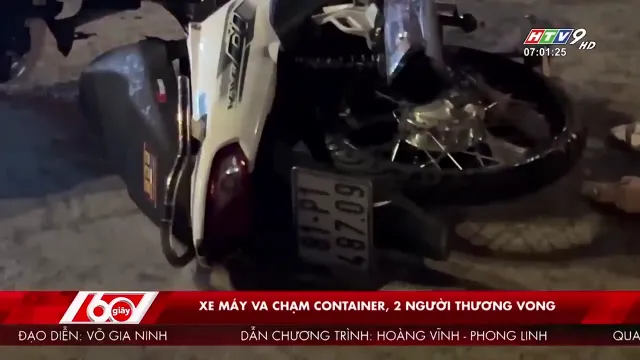 HTV9 HD
07:01:25
81-P1
487.09
60 giây
XE MÁY VA CHẠM CONTAINER, 2 NGƯỜI THƯƠNG VONG
ĐẠO DIỄN: VÕ GIA NINH DẪN CHƯƠNG TRÌNH: HOÀNG VĨNH - PHONG LINH QUA